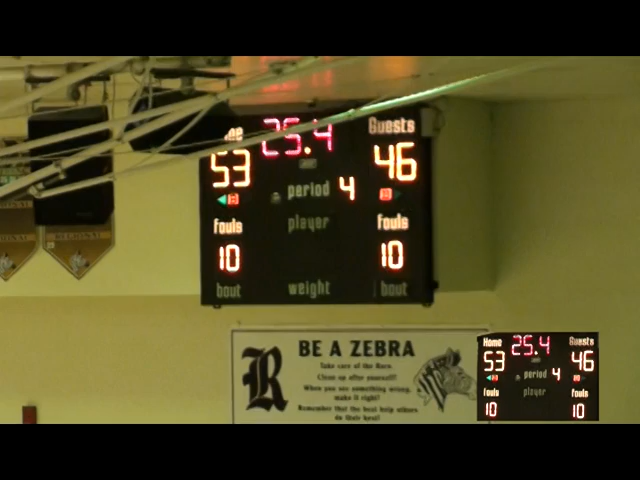 25.4 Guests
53 46
period 4
fouls player fouls
10 10
bout weight bout
REGIONAL
R BE A ZEBRA
Take care of the Barn.
Clean up after yourself!
When you see something wrong,
make it right!
Remember that the best help others
do their best!
Home 25.4 Guests
53 46
period 4
fouls player fouls
10 10